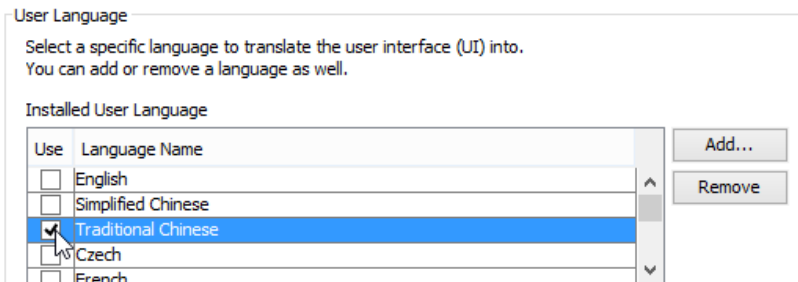 User Language
Select a specific language to translate the user interface (UI) into.
You can add or remove a language as well.
Installed User Language
Use Language Name
Add...
English
Remove
Simplified Chinese
Traditional Chinese
Czech
French